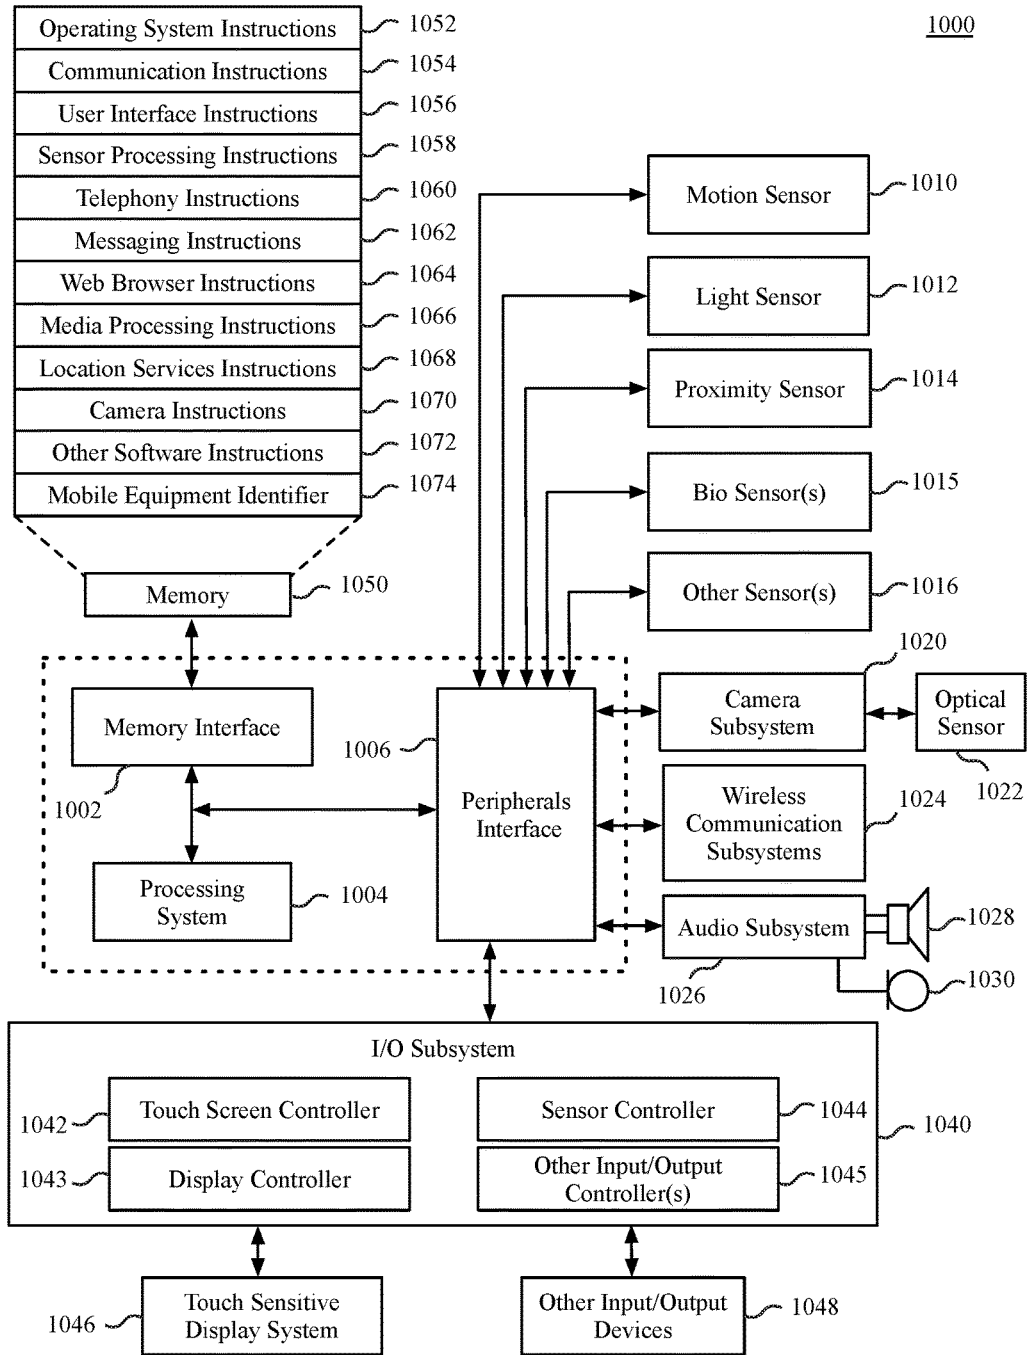 1000
Operating System Instructions 1052
Communication Instructions 1054
User Interface Instructions 1056
Sensor Processing Instructions 1058
Telephony Instructions 1060
Messaging Instructions 1062
Web Browser Instructions 1064
Media Processing Instructions 1066
Location Services Instructions 1068
Camera Instructions 1070
Other Software Instructions 1072
Mobile Equipment Identifier 1074
Memory 1050
Motion Sensor 1010
Light Sensor 1012
Proximity Sensor 1014
Bio Sensor(s) 1015
Other Sensor(s) 1016
Memory Interface
1002
Processing
System
1004
1006
Peripherals
Interface
1020
Camera
Subsystem
Optical
Sensor
1022
Wireless
Communication
Subsystems
1024
Audio Subsystem
1026
1028
1030
I/O Subsystem
1040
Touch Screen Controller
1042
Sensor Controller
1044
Display Controller
1043
Other Input/Output
Controller(s)
1045
Touch Sensitive
Display System
1046
Other Input/Output
Devices
1048